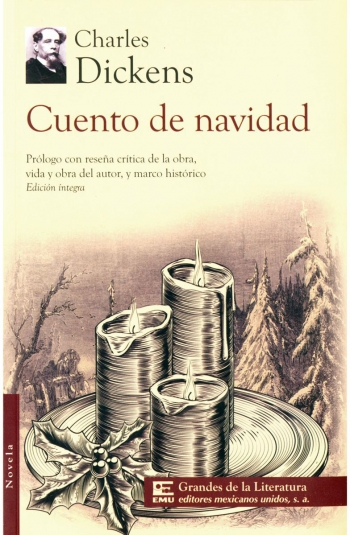 Charles
Dickens
Cuento de navidad
Prólogo con reseña crítica de la obra,
vida y obra del autor, y marco histórico
Edición íntegra
Novela
EMU
Grandes de la Literatura
editores mexicanos unidos, s. a.